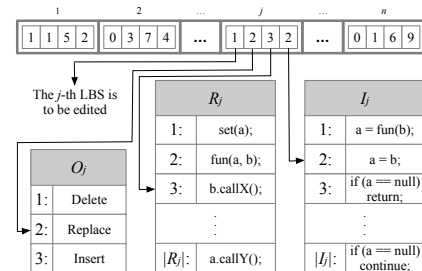 1 2 ... j ... n
1 1 5 2 0 3 7 4 ... 1 2 3 2 ... 0 1 6 9
The j-th LBS is
to be edited
Rj
1: set(a);
2: fun(a, b);
3: b.callX();
⋮ ⋮
|Rj|: a.callY();
Ij
1: a = fun(b);
2: a = b;
3: if (a == null)
return;
⋮ ⋮
|Ij|: if (a == null)
continue;
Oj
1: Delete
2: Replace
3: Insert